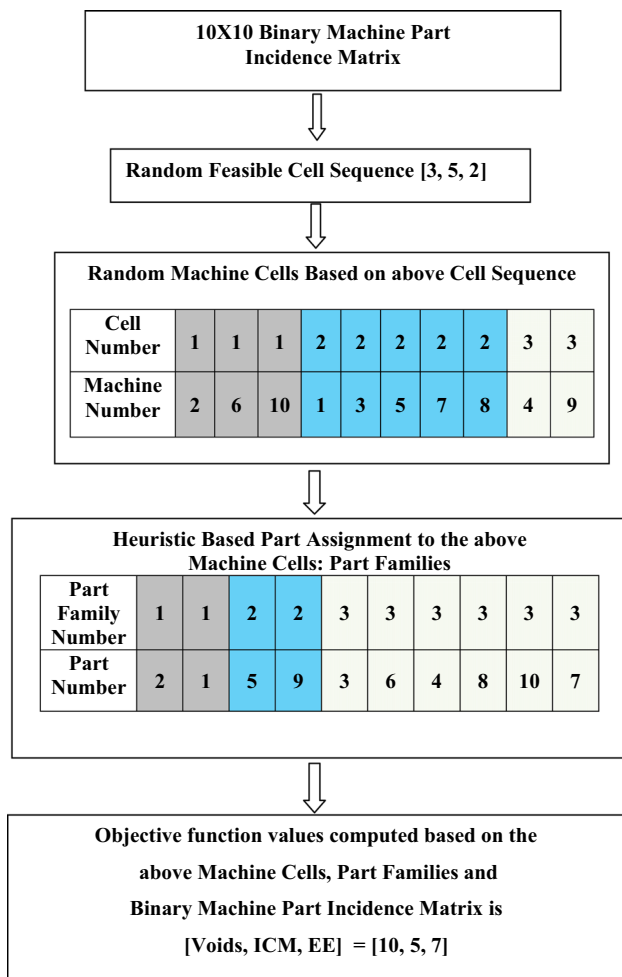 10X10 Binary Machine Part
Incidence Matrix
Random Feasible Cell Sequence [3, 5, 2]
Random Machine Cells Based on above Cell Sequence
Cell
Number
1 1 1 2 2 2 2 2 3 3
Machine
Number
2 6 10 1 3 5 7 8 4 9
Heuristic Based Part Assignment to the above
Machine Cells: Part Families
Part
Family
Number
1 1 2 2 3 3 3 3 3 3
Part
Number
2 1 5 9 3 6 4 8 10 7
Objective function values computed based on the
above Machine Cells, Part Families and
Binary Machine Part Incidence Matrix is
[Voids, ICM, EE] = [10, 5, 7]